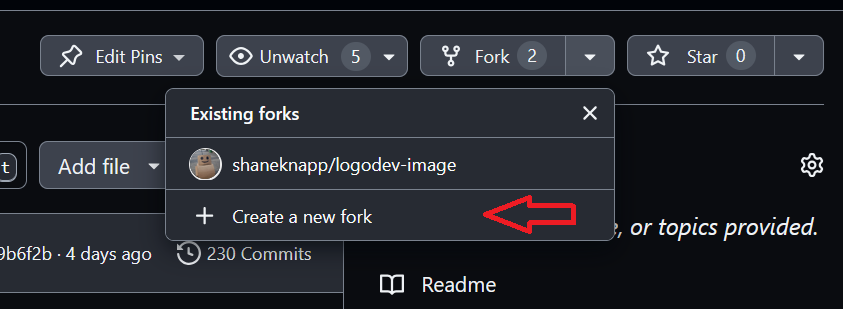 Edit Pins
Unwatch 5
Fork 2
Star 0
Existing forks
t
Add file
shaneknapp/logodev-image
Create a new fork
, or topics provided.
9b6f2b · 4 days ago
230 Commits
Readme